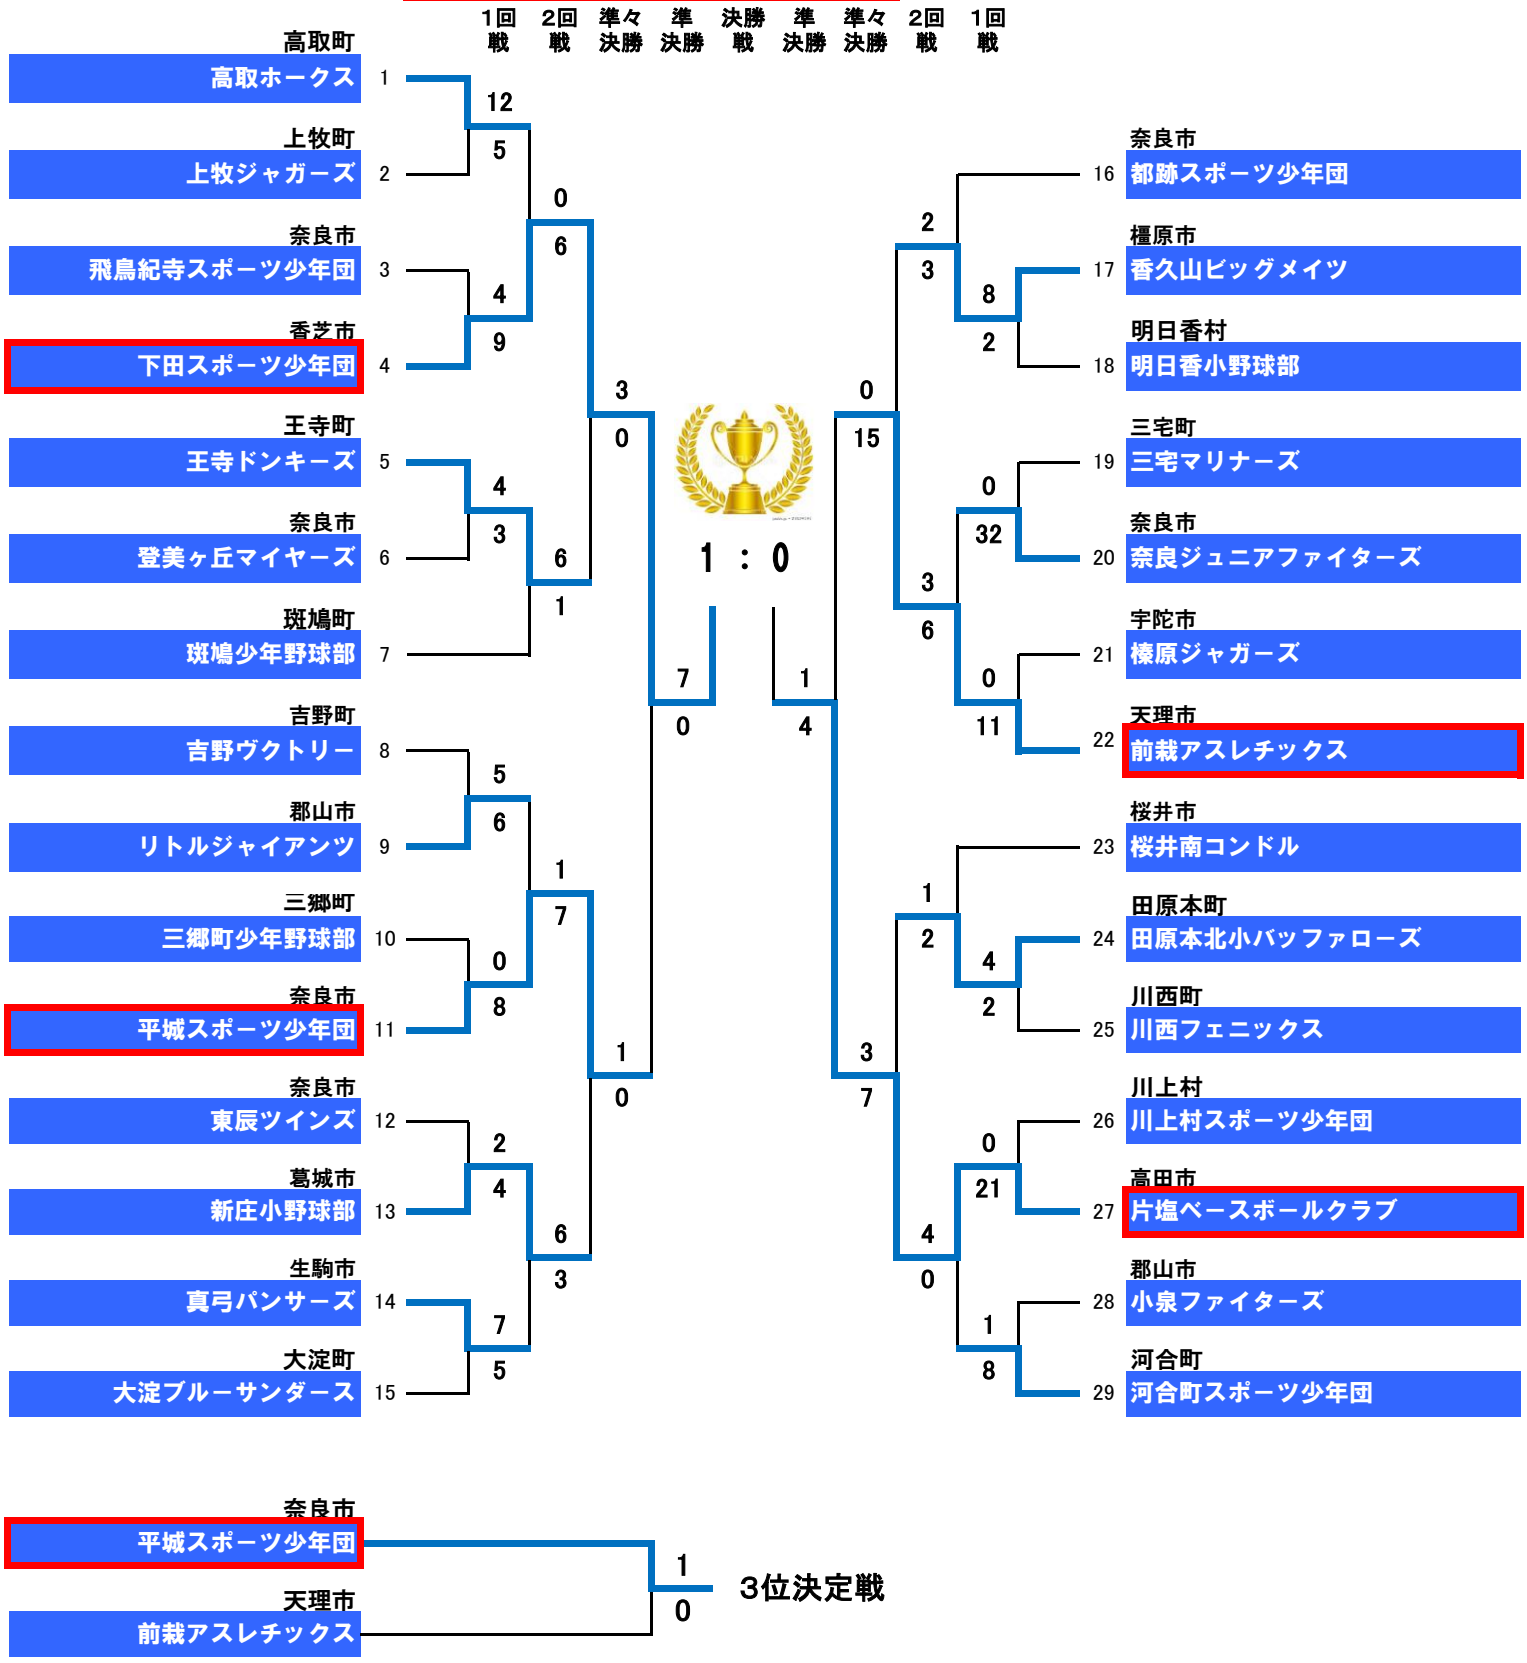 1回戦 2回戦 準々決勝 準決勝 決勝戦 準決勝 準々決勝 2回戦 1回戦
高取町
高取ホークス 1
上牧町
上牧ジャガーズ 2
奈良市
飛鳥紀寺スポーツ少年団 3
香芝市
下田スポーツ少年団 4
王寺町
王寺ドンキーズ 5
奈良市
登美ヶ丘マイヤーズ 6
斑鳩町
斑鳩少年野球部 7
吉野町
吉野ヴクトリー 8
郡山市
リトルジャイアンツ 9
三郷町
三郷町少年野球部 10
奈良市
平城スポーツ少年団 11
奈良市
東辰ツインズ 12
葛城市
新庄小野球部 13
生駒市
真弓パンサーズ 14
大淀町
大淀ブルーサンダース 15
12
5
4
9
4
3
5
6
0
8
2
4
7
5
0
6
6
1
1
7
6
3
3
0
1
0
7
0
1 : 0
1
4
0
15
3
7
2
3
3
6
1
2
4
0
8
2
0
32
0
11
4
2
0
21
1
8
奈良市
16 都跡スポーツ少年団
橿原市
17 香久山ビッグメイツ
明日香村
18 明日香小野球部
三宅町
19 三宅マリナーズ
奈良市
20 奈良ジュニアファイターズ
宇陀市
21 榛原ジャガーズ
天理市
22 前栽アスレチックス
桜井市
23 桜井南コンドル
田原本町
24 田原本北小バッファローズ
川西町
25 川西フェニックス
川上村
26 川上村スポーツ少年団
高田市
27 片塩ベースボールクラブ
郡山市
28 小泉ファイターズ
河合町
29 河合町スポーツ少年団
奈良市
平城スポーツ少年団
天理市
前栽アスレチックス
1
0
3位決定戦